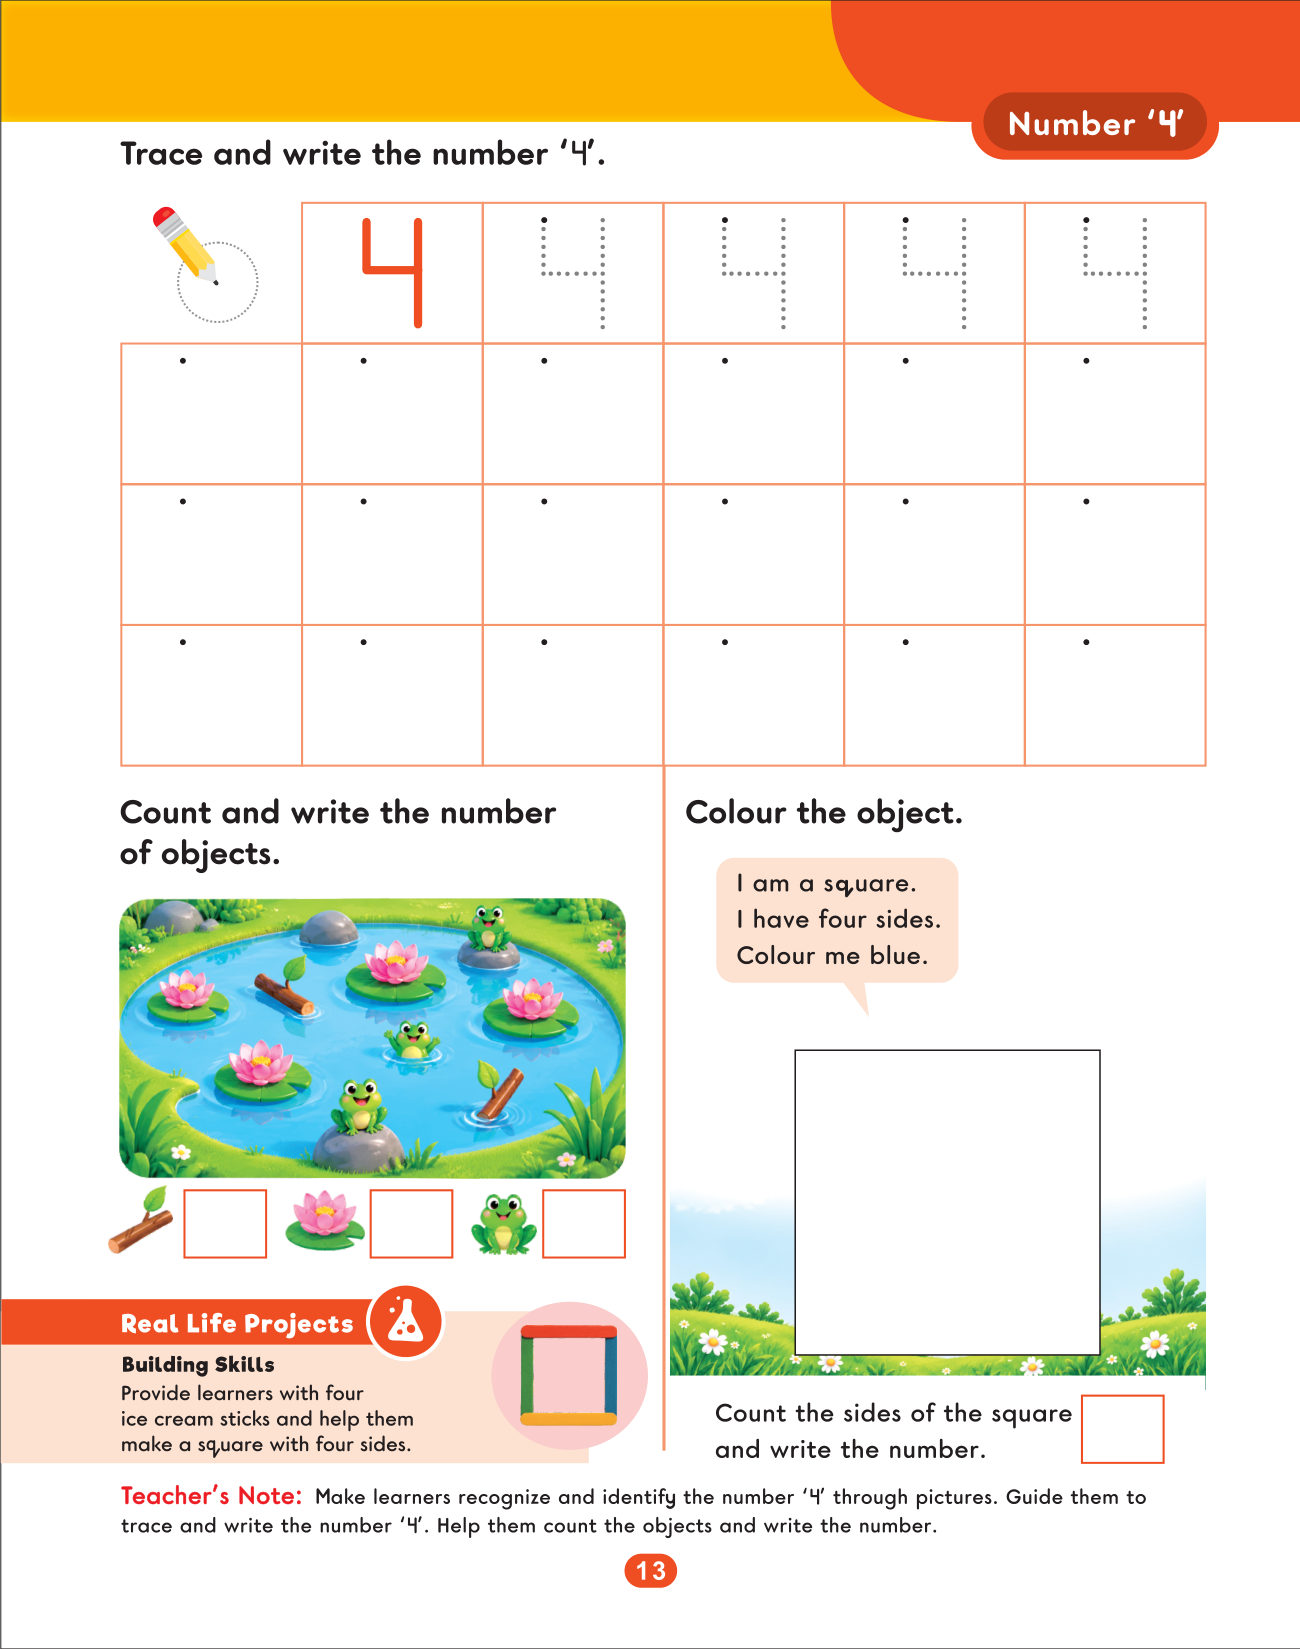 Number ‘4’
Trace and write the number ‘4’.
4 4 4 4 4
Count and write the number
of objects.
Colour the object.
I am a square.
I have four sides.
Colour me blue.
Real Life Projects
Building Skills
Provide learners with four
ice cream sticks and help them
make a square with four sides.
Count the sides of the square
and write the number.
Teacher’s Note: Make learners recognize and identify the number ‘4’ through pictures. Guide them to
trace and write the number ‘4’. Help them count the objects and write the number.
13